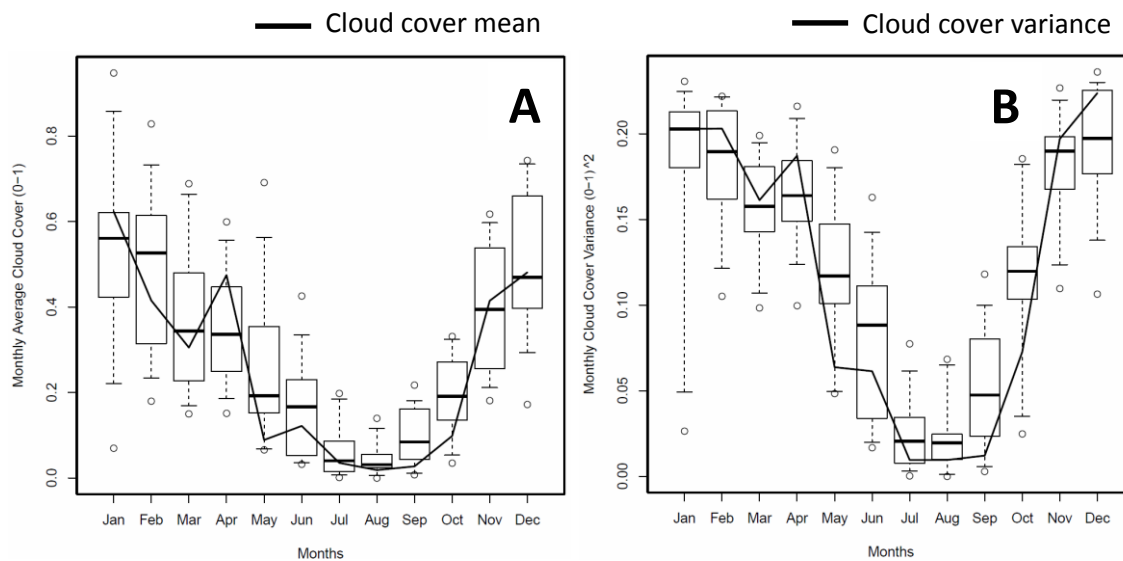 Cloud cover mean
Cloud cover variance
A
B
Monthly Average Cloud Cover (0−1)
0.8
0.6
0.4
0.2
0.0
Jan Feb Mar Apr May Jun Jul Aug Sep Oct Nov Dec
Months
Monthly Cloud Cover Variance (0−1)^2
0.20
0.15
0.10
0.05
0.00
Jan Feb Mar Apr May Jun Jul Aug Sep Oct Nov Dec
Months